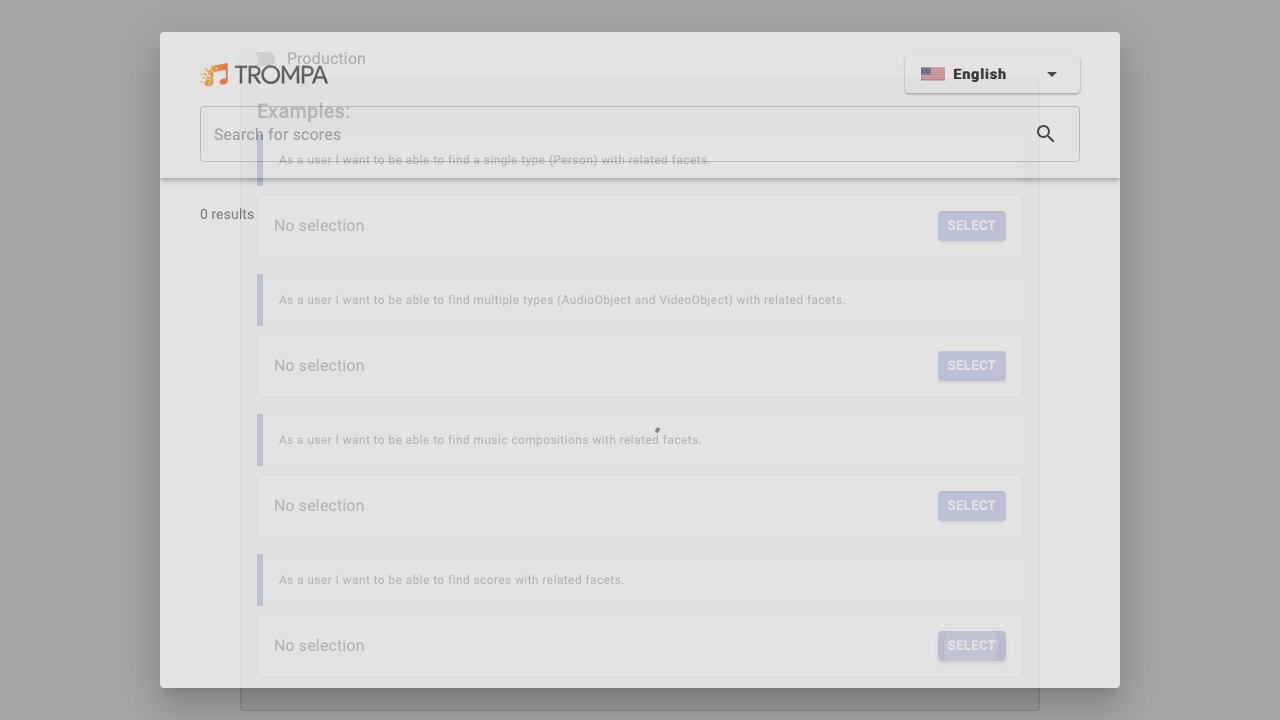 Production
TROMPA
English
Examples:
Search for scores
As a user I want to be able to find a single type (Person) with related facets.
0 results
No selection
SELECT
As a user I want to be able to find multiple types (AudioObject and VideoObject) with related facets.
No selection
SELECT
As a user I want to be able to find music compositions with related facets.
No selection
SELECT
As a user I want to be able to find scores with related facets.
No selection
SELECT